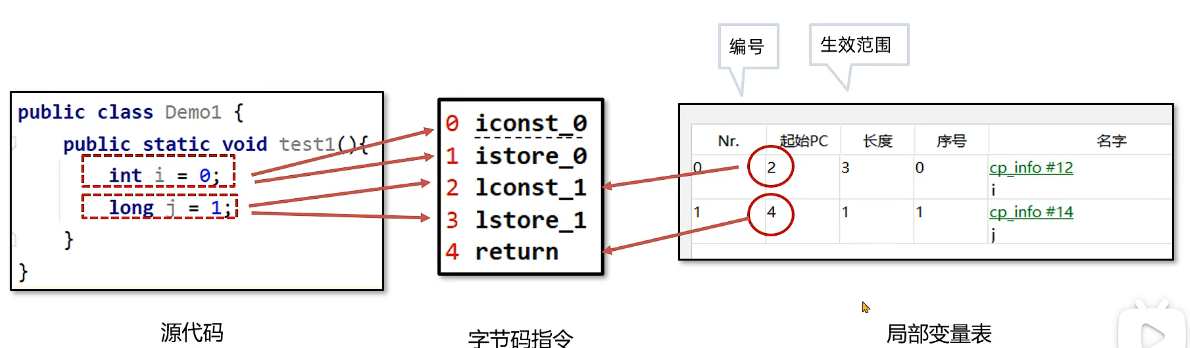 编号
生效范围
public class Demo1 {
public static void test1(){
int i = 0;
long j = 1;
}
}
0 iconst_0
1 istore_0
2 lconst_1
3 lstore_1
4 return
Nr. 起始PC 长度 序号 名字
0 2 3 0 cp_info #12
i
1 4 1 1 cp_info #14
j
源代码
字节码指令
局部变量表